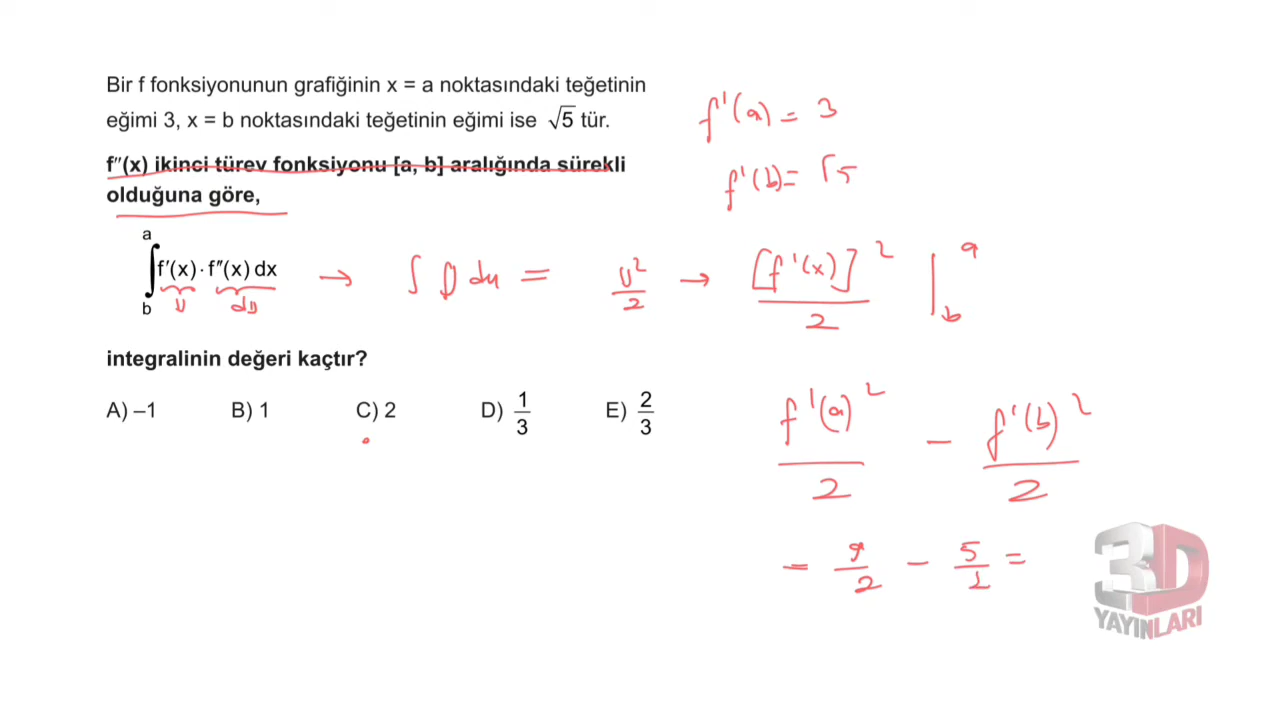 Bir f fonksiyonunun grafiğinin x = a noktasındaki teğetinin
eğimi 3, x = b noktasındaki teğetinin eğimi ise √5 tür.
f″(x) ikinci türev fonksiyonu [a, b] aralığında sürekli
olduğuna göre,
∫_b^a f′(x) · f″(x) dx
U dU
→ ∫ U du = U²/2 → [f'(x)]²/2 |_b^a
integralinin değeri kaçtır?
A) –1 B) 1 C) 2 D) 1/3 E) 2/3
f'(a) = 3
f'(b) = √5
f'(a)²/2 – f'(b)²/2
= 9/2 – 5/2 =
3D
YAYINLARI